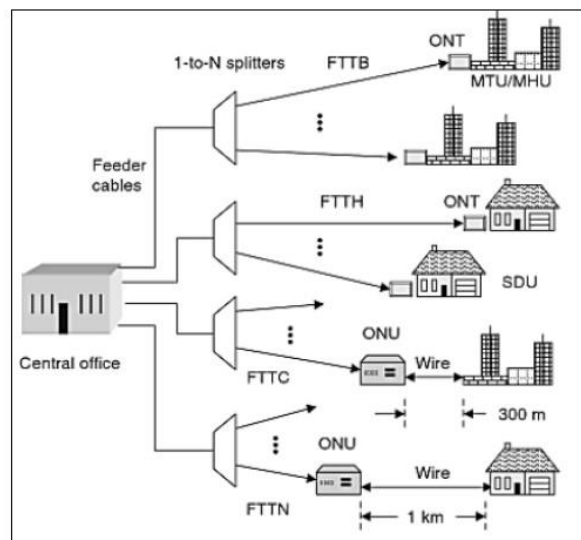 ONT
1-to-N splitters
FTTB
MTU/MHU
Feeder
cables
FTTH
ONT
SDU
Central office
ONU
Wire
FTTC
300 m
ONU
Wire
FTTN
1 km